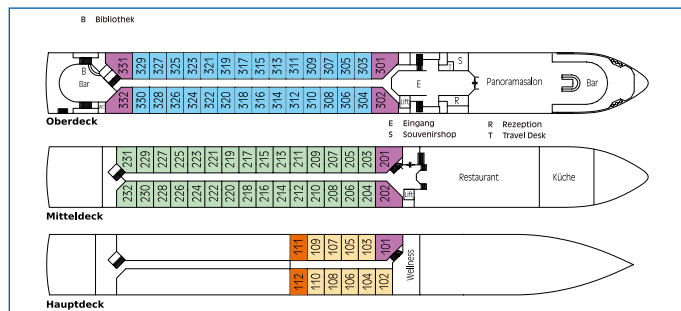 B Bibliothek
331 329 327 325 323 321 319 317 315 313 311 309 307 305 303 301
S
B
Bar
E
Panoramasalon
Bar
332 330 328 326 324 322 320 318 316 314 312 310 308 306 304 302
Lift
R
Oberdeck
E Eingang R Rezeption
S Souvenirshop T Travel Desk
231 229 227 225 223 221 219 217 215 213 211 209 207 205 203 201
Restaurant
Küche
232 230 228 226 224 222 220 218 216 214 212 210 208 206 204 202
Lift
Mitteldeck
111 109 107 105 103 101
Wellness
112 110 108 106 104 102
Hauptdeck